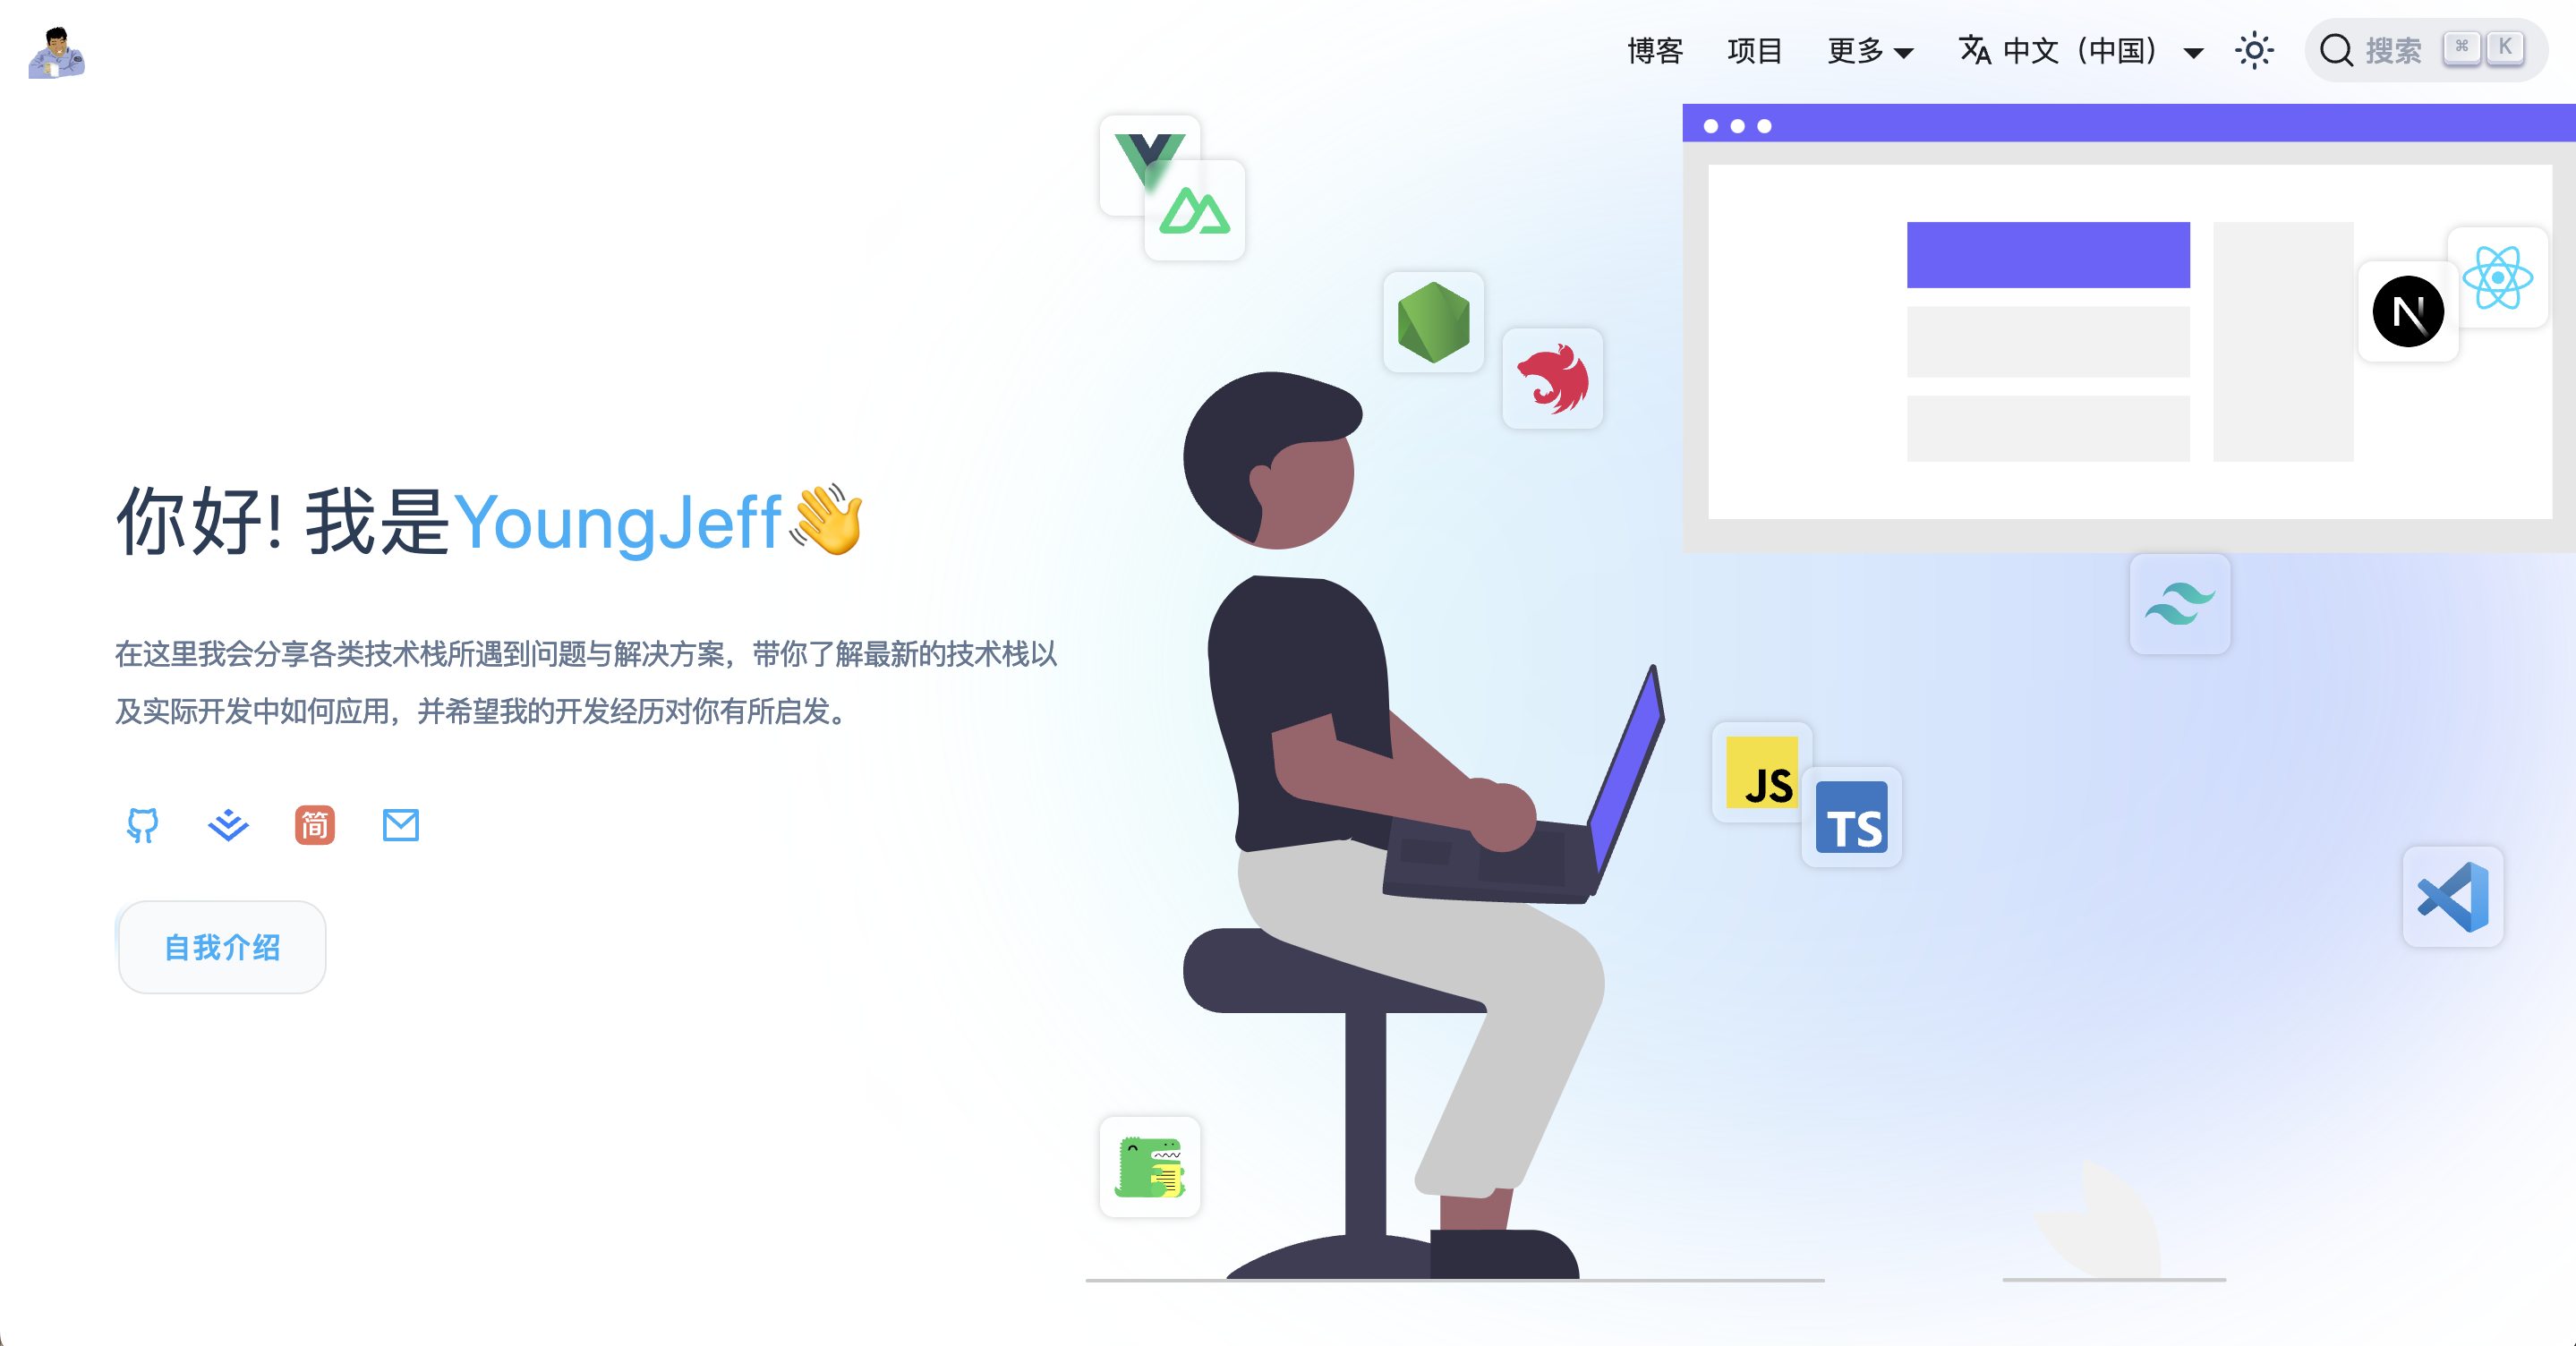 博客 项目 更多 中文（中国） 搜索 ⌘ K
N
你好! 我是YoungJeff👋
在这里我会分享各类技术栈所遇到问题与解决方案，带你了解最新的技术栈以
及实际开发中如何应用，并希望我的开发经历对你有所启发。
JS
TS
简
自我介绍